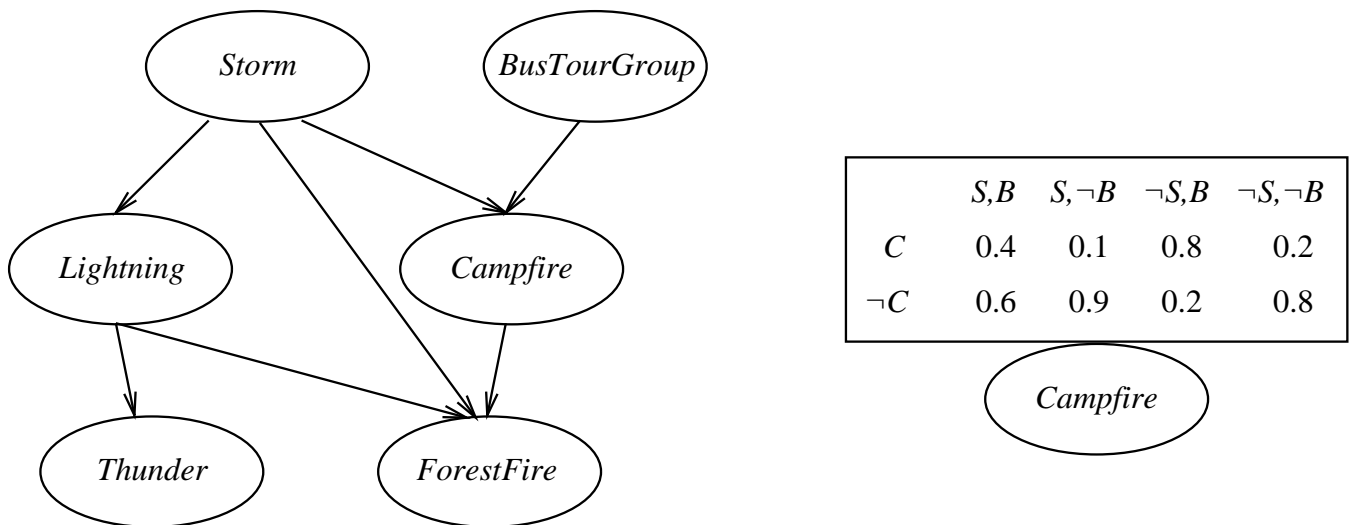 Storm
BusTourGroup
Lightning
Campfire
Thunder
ForestFire
S,B S,¬B ¬S,B ¬S,¬B
C 0.4 0.1 0.8 0.2
¬C 0.6 0.9 0.2 0.8
Campfire